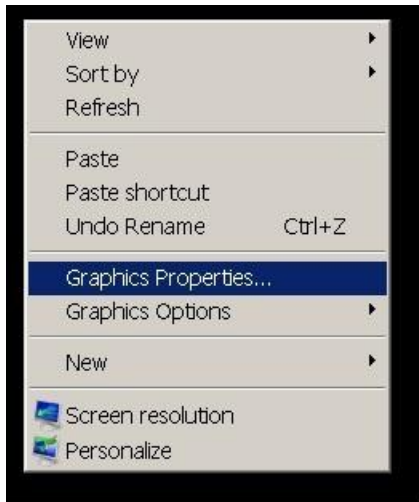 View
Sort by
Refresh
Paste
Paste shortcut
Undo Rename Ctrl+Z
Graphics Properties...
Graphics Options
New
Screen resolution
Personalize